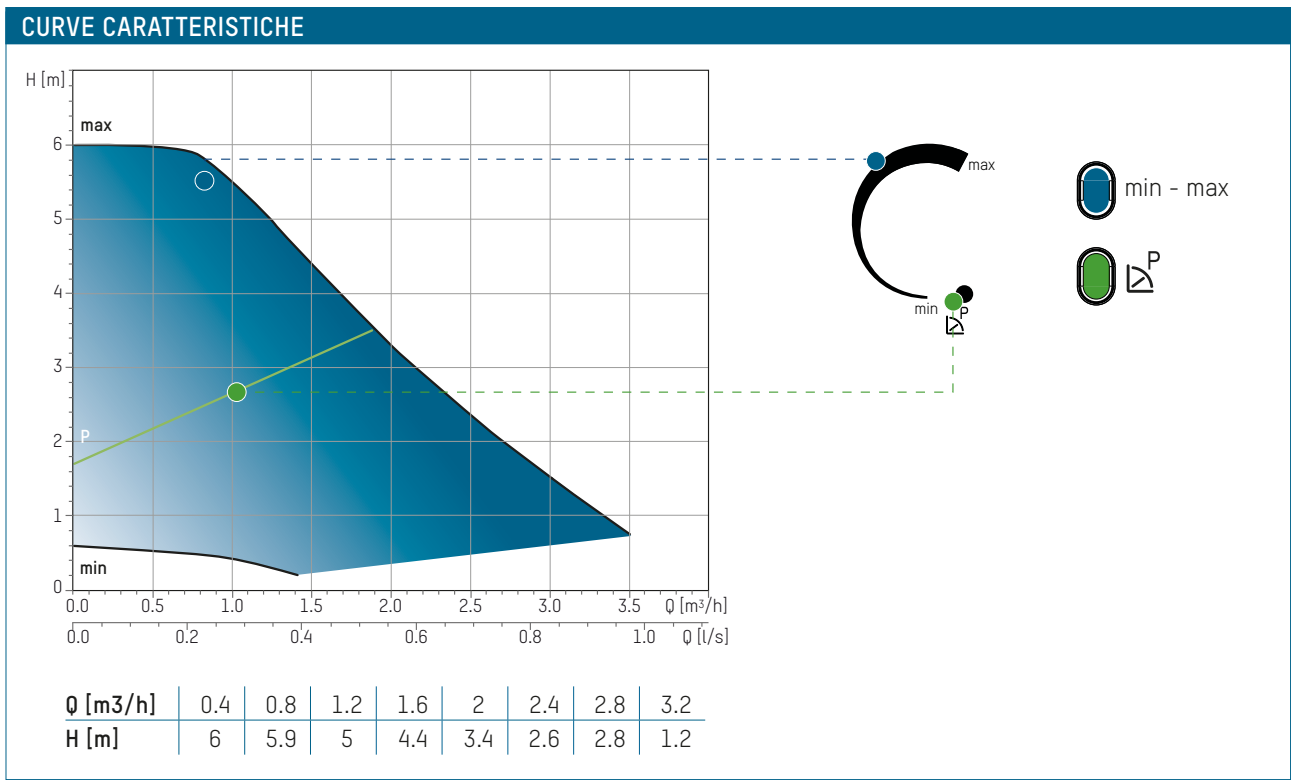 CURVE CARATTERISTICHE
H [m]
max
6
5
4
3
2
1
0
P
min
0.0 0.5 1.0 1.5 2.0 2.5 3.0 3.5 Q [m³/h]
0.0 0.2 0.4 0.6 0.8 1.0 Q [l/s]
max
min P
min - max
P
Q [m3/h] 0.4 0.8 1.2 1.6 2 2.4 2.8 3.2
H [m] 6 5.9 5 4.4 3.4 2.6 2.8 1.2